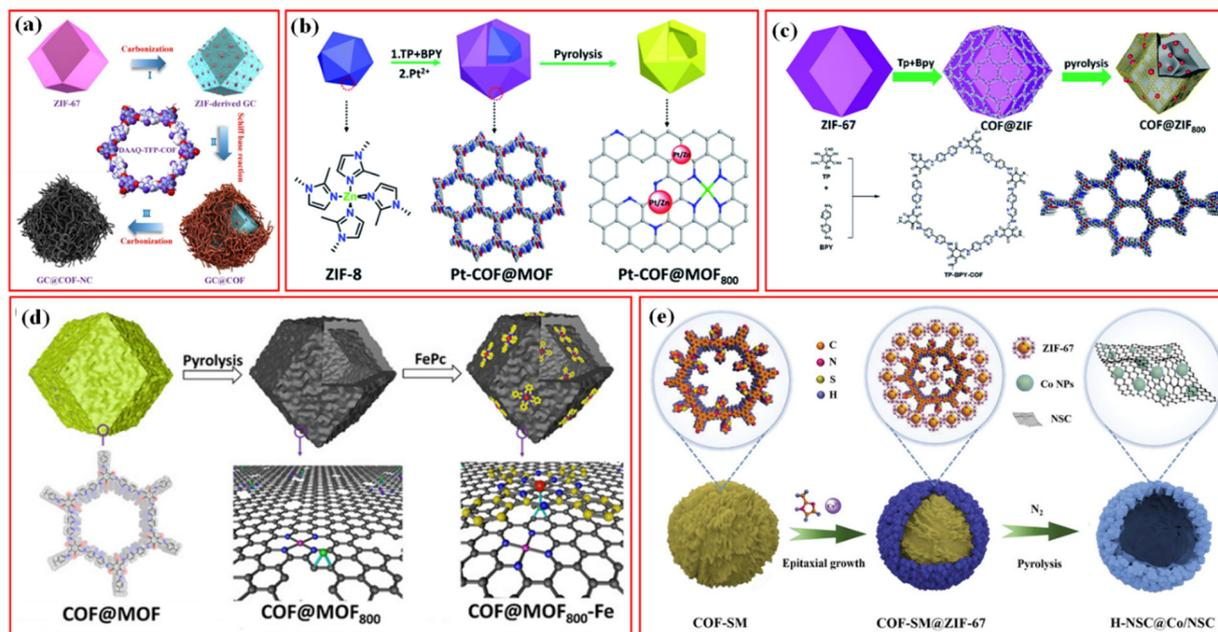 (a)
Carbonization
I
ZIF-67
ZIF-derived GC
DAAQ-TFP-COF
Schiff base reaction
II
III
Carbonization
GC@COF-NC
GC@COF
(b)
1.TP+BPY
2.Pt²⁺
Pyrolysis
Zn
Pt/Zn
Pt/Zn
ZIF-8
Pt-COF@MOF
Pt-COF@MOF₈₀₀
(c)
Tp+Bpy
pyrolysis
ZIF-67
COF@ZIF
COF@ZIF₈₀₀
TP
+
BPY
TP-BPY-COF
(d)
Pyrolysis
FePc
COF@MOF
COF@MOF₈₀₀
COF@MOF₈₀₀-Fe
(e)
C
N
S
H
ZIF-67
Co NPs
NSC
Epitaxial growth
N₂
Pyrolysis
COF-SM
COF-SM@ZIF-67
H-NSC@Co/NSC